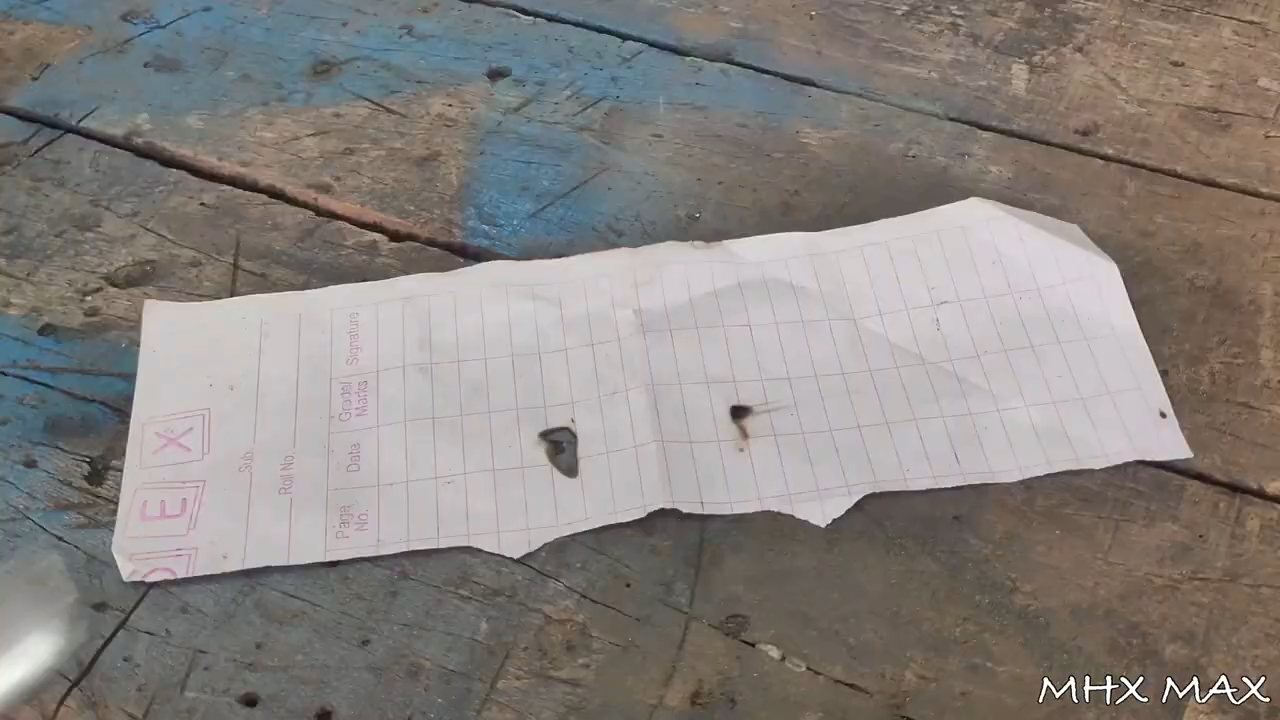 E X
Sub.
Roll No.
Page No.
Date
Grade/ Marks
Signature
MHX MAX